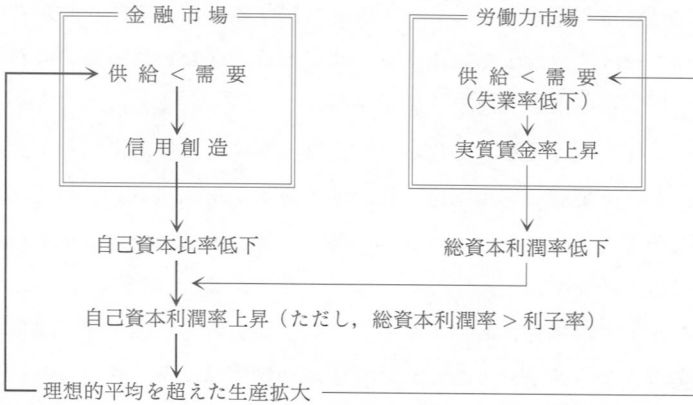 金融市場
供給＜需要
信用創造
自己資本比率低下
労働力市場
供給＜需要
（失業率低下）
実質賃金率上昇
総資本利潤率低下
自己資本利潤率上昇（ただし，総資本利潤率＞利子率）
理想的平均を超えた生産拡大